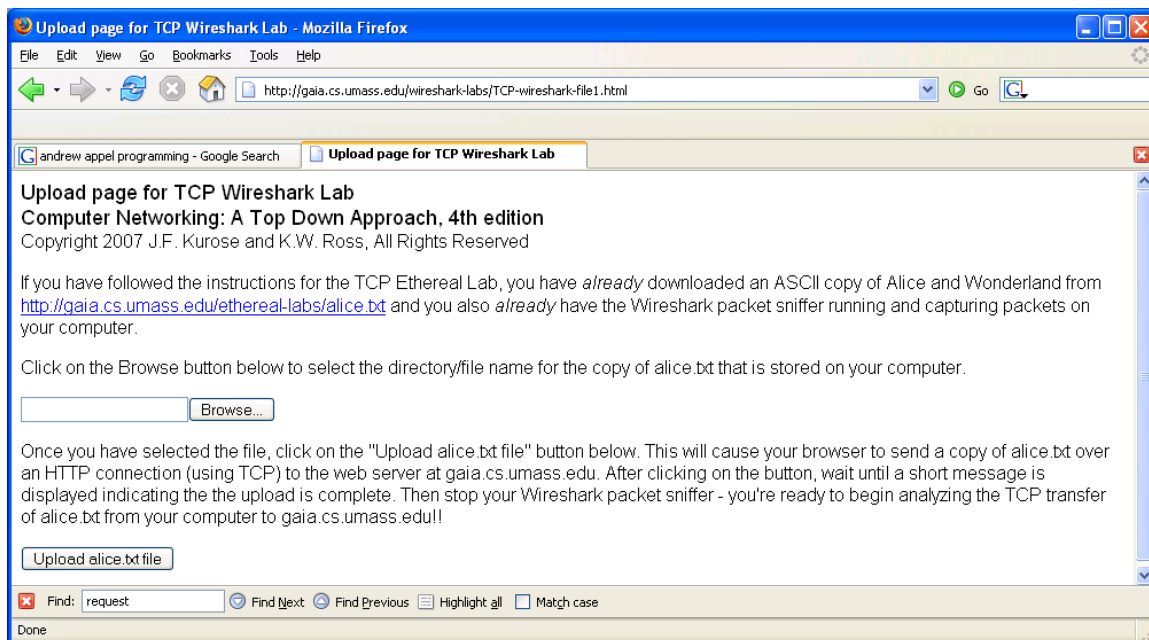 Upload page for TCP Wireshark Lab - Mozilla Firefox
File Edit View Go Bookmarks Tools Help
http://gaia.cs.umass.edu/wireshark-labs/TCP-wireshark-file1.html Go G
G andrew appel programming - Google Search Upload page for TCP Wireshark Lab
Upload page for TCP Wireshark Lab
Computer Networking: A Top Down Approach, 4th edition
Copyright 2007 J.F. Kurose and K.W. Ross, All Rights Reserved
If you have followed the instructions for the TCP Ethereal Lab, you have already downloaded an ASCII copy of Alice and Wonderland from
http://gaia.cs.umass.edu/ethereal-labs/alice.txt and you also already have the Wireshark packet sniffer running and capturing packets on
your computer.
Click on the Browse button below to select the directory/file name for the copy of alice.txt that is stored on your computer.
Browse...
Once you have selected the file, click on the "Upload alice.txt file" button below. This will cause your browser to send a copy of alice.txt over
an HTTP connection (using TCP) to the web server at gaia.cs.umass.edu. After clicking on the button, wait until a short message is
displayed indicating the the upload is complete. Then stop your Wireshark packet sniffer - you're ready to begin analyzing the TCP transfer
of alice.txt from your computer to gaia.cs.umass.edu!!
Upload alice.txt file
Find: request Find Next Find Previous Highlight all Match case
Done